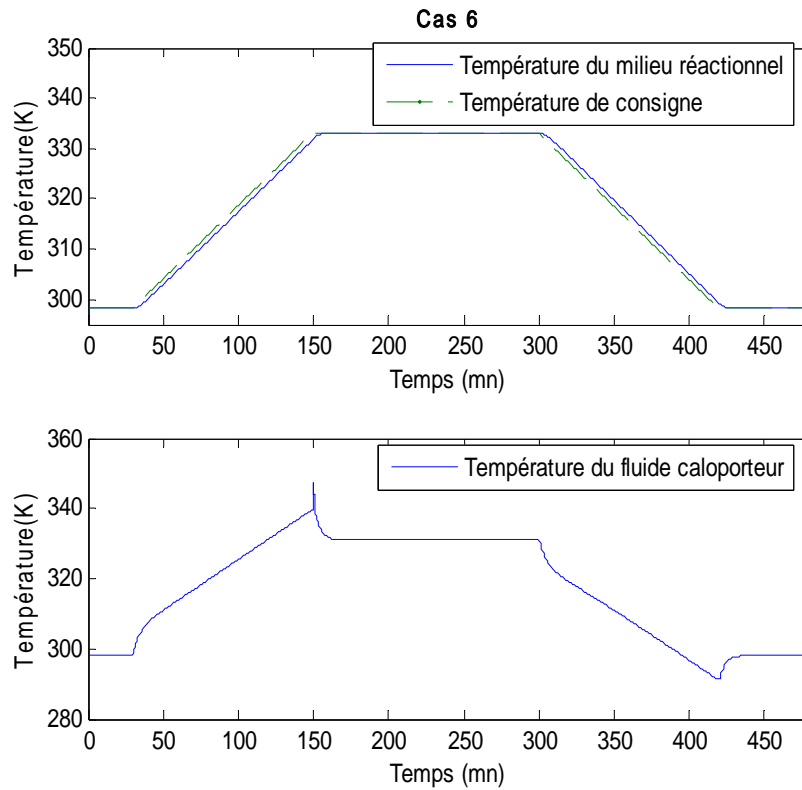 Cas 6
350
340
330
320
310
300
Température(K)
Température du milieu réactionnel
Température de consigne
0 50 100 150 200 250 300 350 400 450
Temps (mn)
360
340
320
300
280
Température(K)
Température du fluide caloporteur
0 50 100 150 200 250 300 350 400 450
Temps (mn)